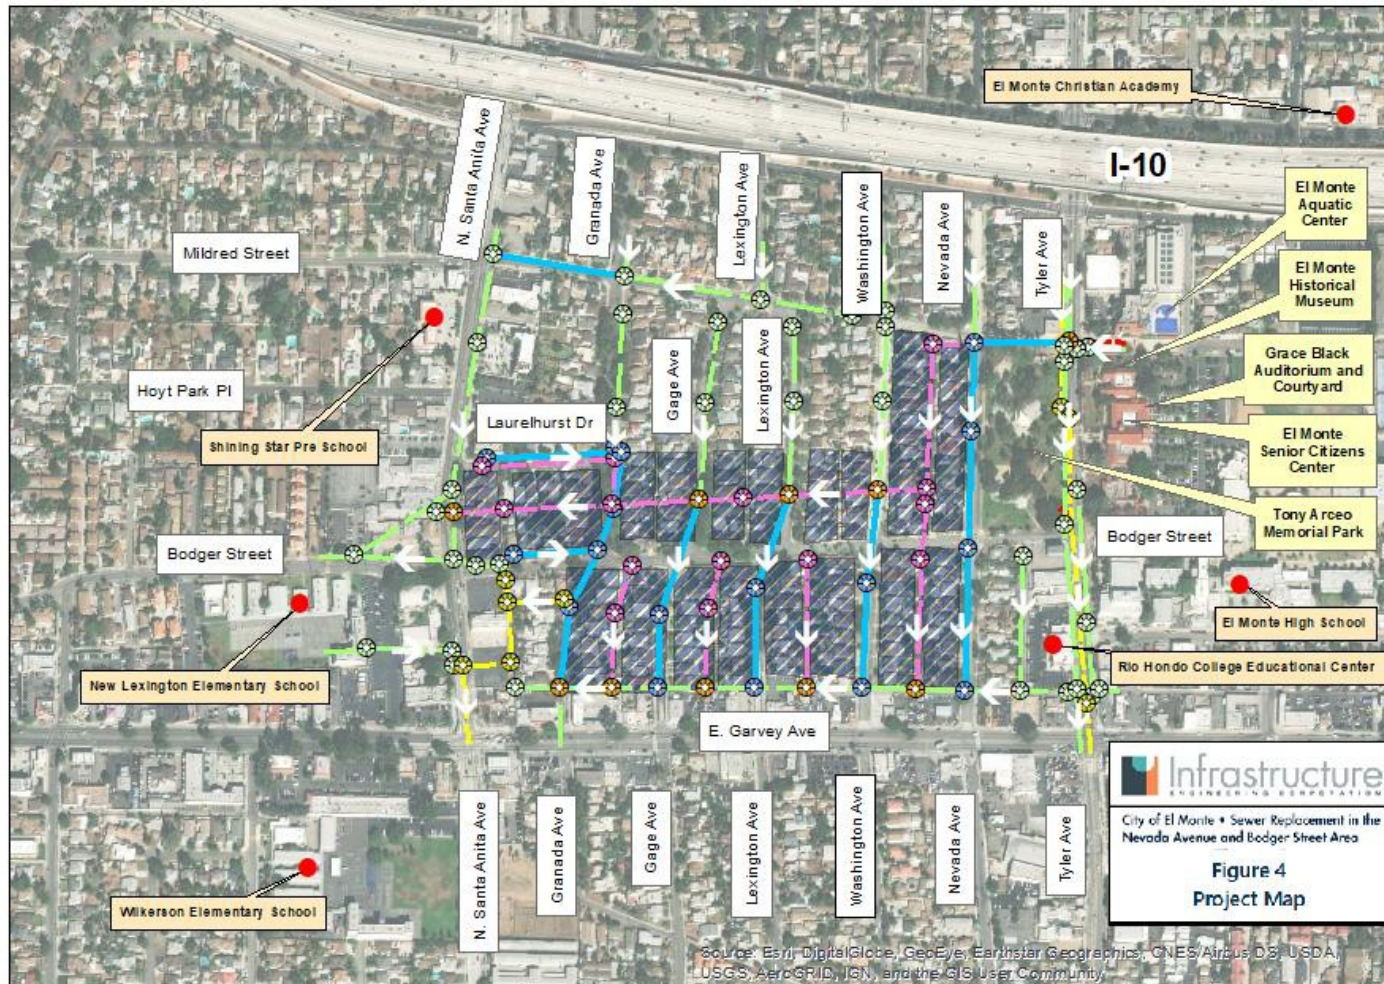 El Monte Christian Academy
I-10
El Monte
Aquatic
Center
El Monte
Historical
Museum
Grace Black
Auditorium and
Courtyard
El Monte
Senior Citizens
Center
Tony Arceo
Memorial Park
N. Santa Anita Ave
Granada Ave
Lexington Ave
Washington Ave
Nevada Ave
Tyler Ave
Mildred Street
Hoyt Park Pl
Gage Ave
Lexington Ave
Laurelhurst Dr
Shining Star Pre School
Bodger Street
Bodger Street
El Monte High School
Rio Hondo College Educational Center
New Lexington Elementary School
E. Garvey Ave
N. Santa Anita Ave
Granada Ave
Gage Ave
Lexington Ave
Washington Ave
Nevada Ave
Tyler Ave
Wilkerson Elementary School
Infrastructure
ENGINEERING CORPORATION
City of El Monte • Sewer Replacement in the
Nevada Avenue and Bodger Street Area
Figure 4
Project Map
Source: Esri, DigitalGlobe, GeoEye, Earthstar Geographics, CNES/Airbus DS, USDA,
USGS, AeroGRID, IGN, and the GIS User Community